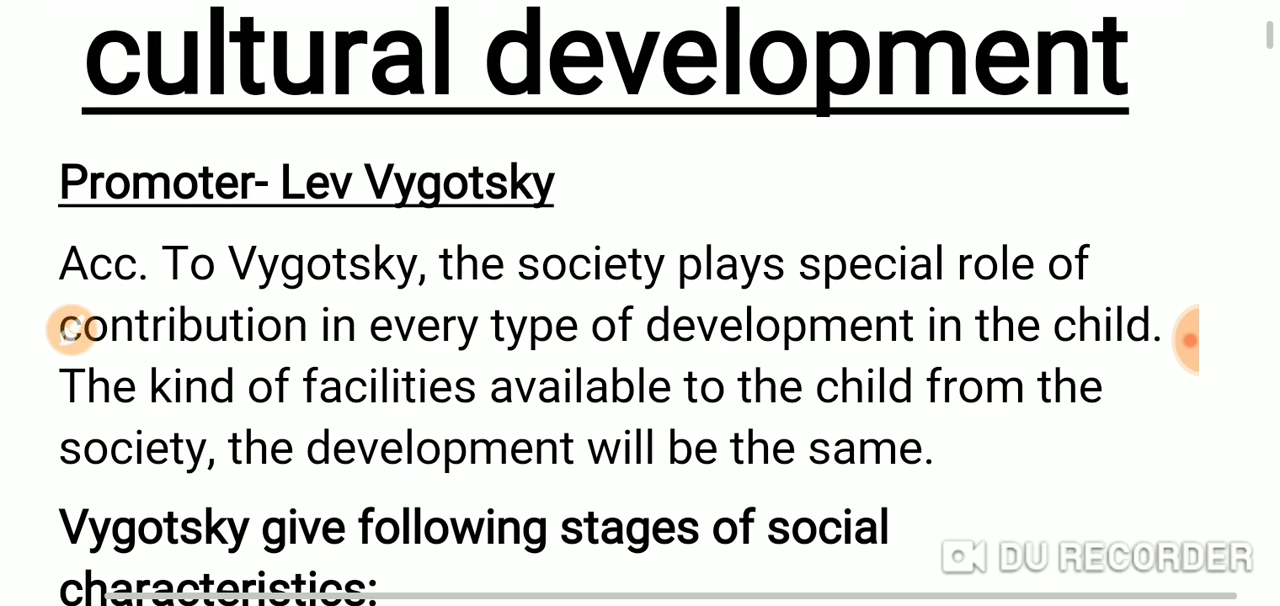 cultural development
Promoter- Lev Vygotsky
Acc. To Vygotsky, the society plays special role of
contribution in every type of development in the child.
The kind of facilities available to the child from the
society, the development will be the same.
Vygotsky give following stages of social
characteristics:
DU RECORDER